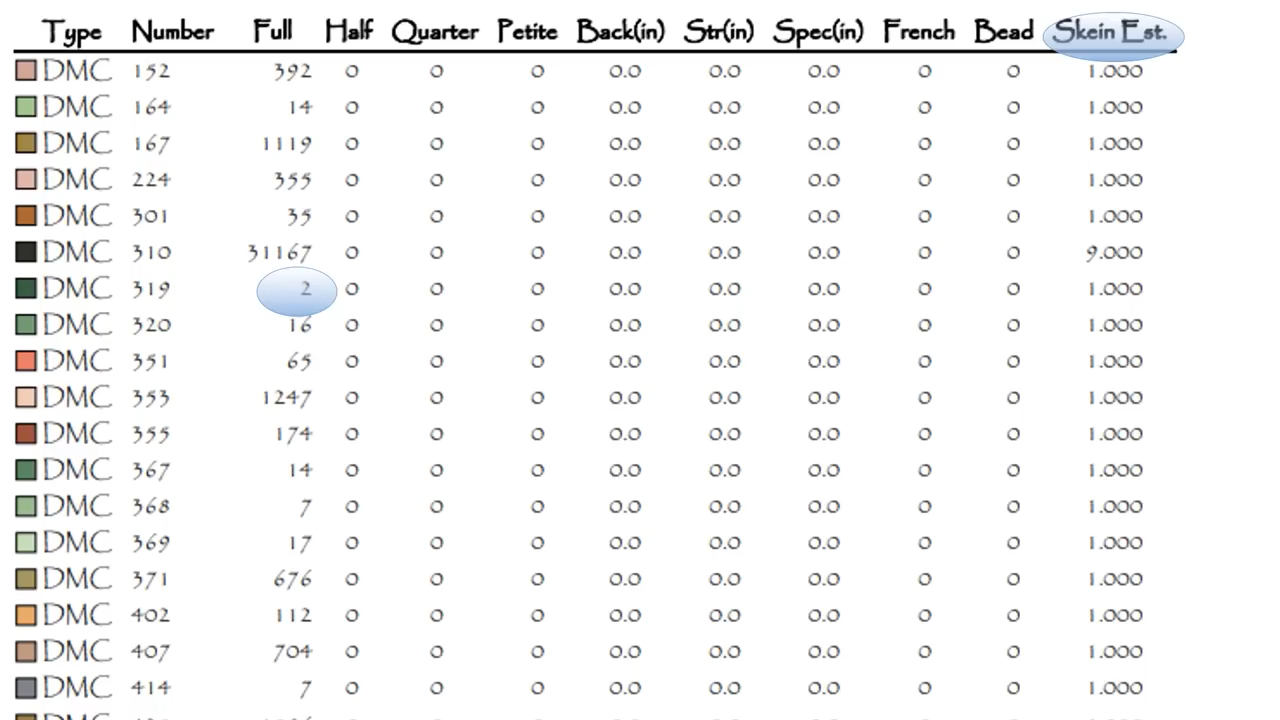 Type Number Full Half Quarter Petite Back(in) Str(in) Spec(in) French Bead Skein Est.
DMC 152 392 0 0 0 0.0 0.0 0.0 0 0 1.000
DMC 164 14 0 0 0 0.0 0.0 0.0 0 0 1.000
DMC 167 1119 0 0 0 0.0 0.0 0.0 0 0 1.000
DMC 224 355 0 0 0 0.0 0.0 0.0 0 0 1.000
DMC 301 35 0 0 0 0.0 0.0 0.0 0 0 1.000
DMC 310 31167 0 0 0 0.0 0.0 0.0 0 0 9.000
DMC 319 2 0 0 0 0.0 0.0 0.0 0 0 1.000
DMC 320 16 0 0 0 0.0 0.0 0.0 0 0 1.000
DMC 351 65 0 0 0 0.0 0.0 0.0 0 0 1.000
DMC 353 1247 0 0 0 0.0 0.0 0.0 0 0 1.000
DMC 355 174 0 0 0 0.0 0.0 0.0 0 0 1.000
DMC 367 14 0 0 0 0.0 0.0 0.0 0 0 1.000
DMC 368 7 0 0 0 0.0 0.0 0.0 0 0 1.000
DMC 369 17 0 0 0 0.0 0.0 0.0 0 0 1.000
DMC 371 676 0 0 0 0.0 0.0 0.0 0 0 1.000
DMC 402 112 0 0 0 0.0 0.0 0.0 0 0 1.000
DMC 407 704 0 0 0 0.0 0.0 0.0 0 0 1.000
DMC 414 7 0 0 0 0.0 0.0 0.0 0 0 1.000